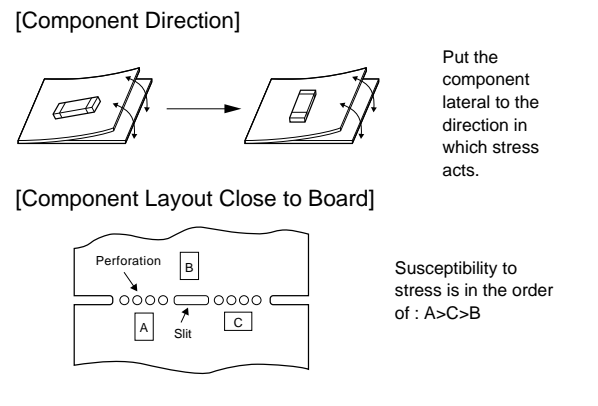 [Component Direction]
Put the
component
lateral to the
direction in
which stress
acts.
[Component Layout Close to Board]
Perforation
B
A
Slit
C
Susceptibility to
stress is in the order
of : A>C>B